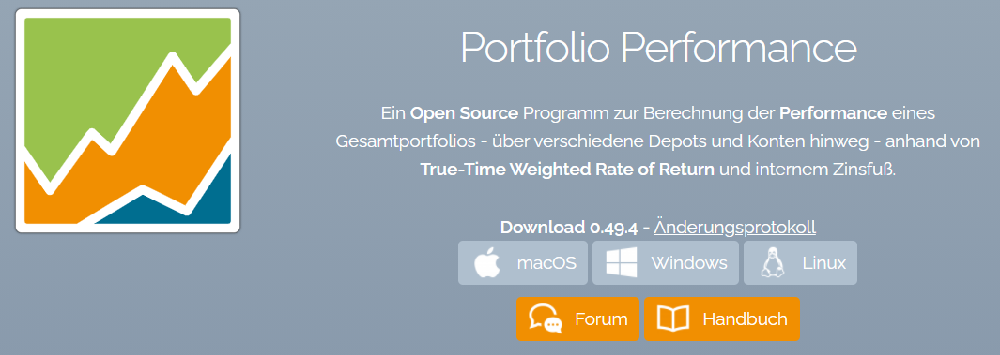 Portfolio Performance
Ein Open Source Programm zur Berechnung der Performance eines
Gesamtportfolios - über verschiedene Depots und Konten hinweg - anhand von
True-Time Weighted Rate of Return und internem Zinsfuß.
Download 0.49.4 - Änderungsprotokoll
macOS Windows Linux
Forum Handbuch